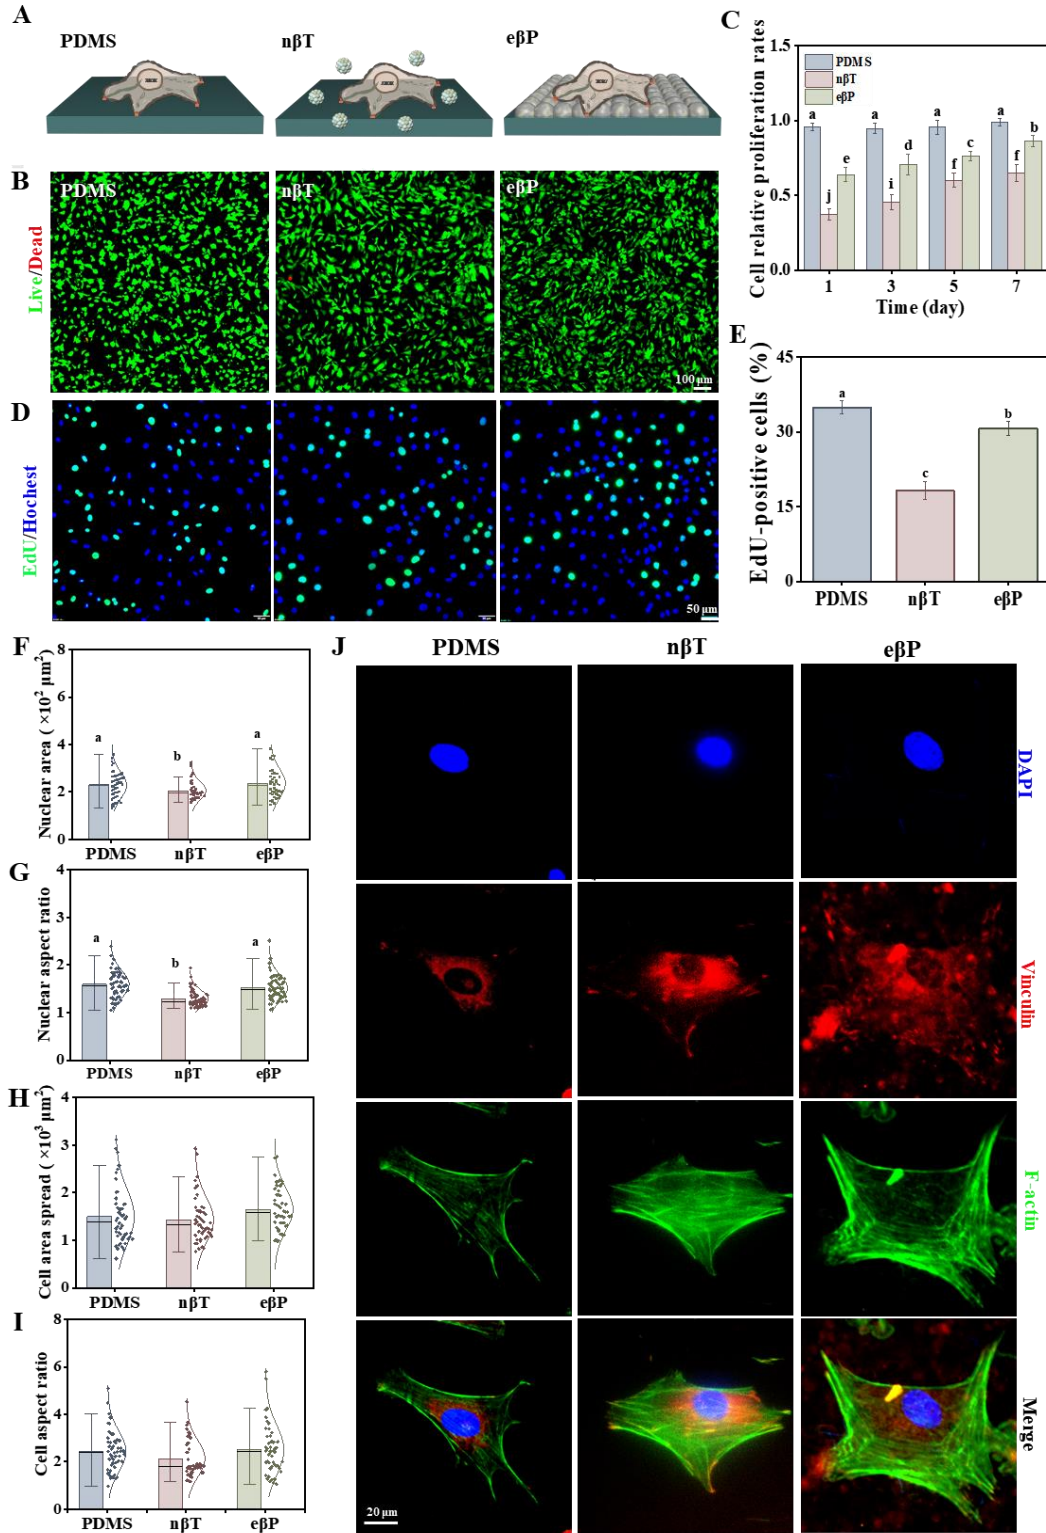 A
PDMS
nβT
eβP
B
PDMS
nβT
eβP
Live/Dead
100 μm
C
Cell relative proliferation rates
1.5
1.0
0.5
0.0
PDMS
nβT
eβP
a
j
e
a
i
d
a
f
c
a
f
b
1 3 5 7
Time (day)
D
EdU/Hochest
50 μm
E
EdU-positive cells (%)
45
30
15
0
a
c
b
PDMS nβT eβP
F
Nuclear area ( ×10² μm²)
8
6
4
2
0
a
b
a
PDMS nβT eβP
G
Nuclear aspect ratio
4
3
2
1
0
a
b
a
PDMS nβT eβP
H
Cell area spread ( ×10³ μm²)
4
3
2
1
0
PDMS nβT eβP
I
Cell aspect ratio
8
6
4
2
0
PDMS nβT eβP
J
PDMS nβT eβP
DAPI
Vinculin
F-actin
Merge
20 μm